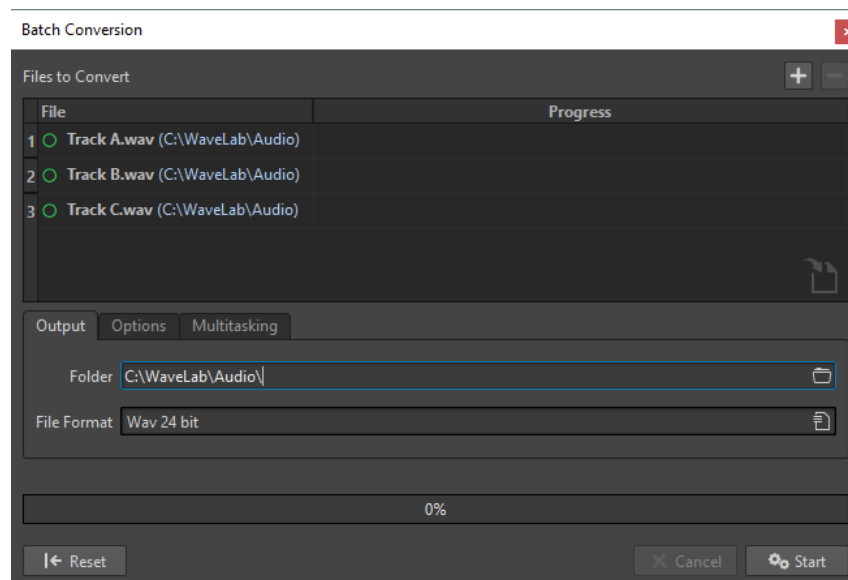 Batch Conversion
Files to Convert
File Progress
1 Track A.wav (C:\WaveLab\Audio)
2 Track B.wav (C:\WaveLab\Audio)
3 Track C.wav (C:\WaveLab\Audio)
Output Options Multitasking
Folder C:\WaveLab\Audio\
File Format Wav 24 bit
0%
Reset Cancel Start